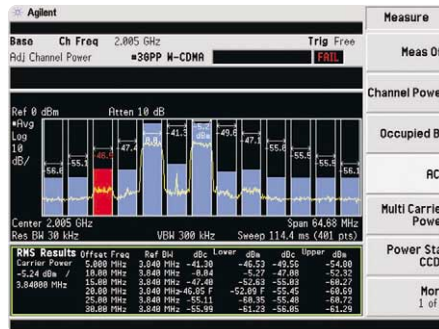 Agilent
Measure
Base Ch Freq 2.005 GHz Trig Free
Adj Channel Power 3GPP W-CDMA FAIL
Meas
Channel Power
Ref 0 dBm Atten 10 dB
Avg
Log
10
dB/
Occupied
Multi
Power
Center 2.005 GHz Span 64.68 MHz
Res BW 30 kHz VBW 300 kHz Sweep 114.4 ms (401 pts)
RMS Results Offset Freq Ref BW dBc Lower dBm dBc Upper dBm
Carrier Power 5.000 MHz 3.840 MHz -41.30 -46.53 -49.56 -54.80
-5.24 dBm / 10.00 MHz 3.840 MHz -0.04 -5.27 -47.08 -52.32
3.84000 MHz 15.00 MHz 3.840 MHz -47.40 -52.63 -55.03 -60.27
20.00 MHz 3.840 MHz -46.85 F -52.09 F -55.45 -60.69
25.00 MHz 3.840 MHz -55.11 -60.35 -55.48 -60.72
30.00 MHz 3.840 MHz -55.99 -61.23 -56.05 -61.29
Power
CCD
1 of